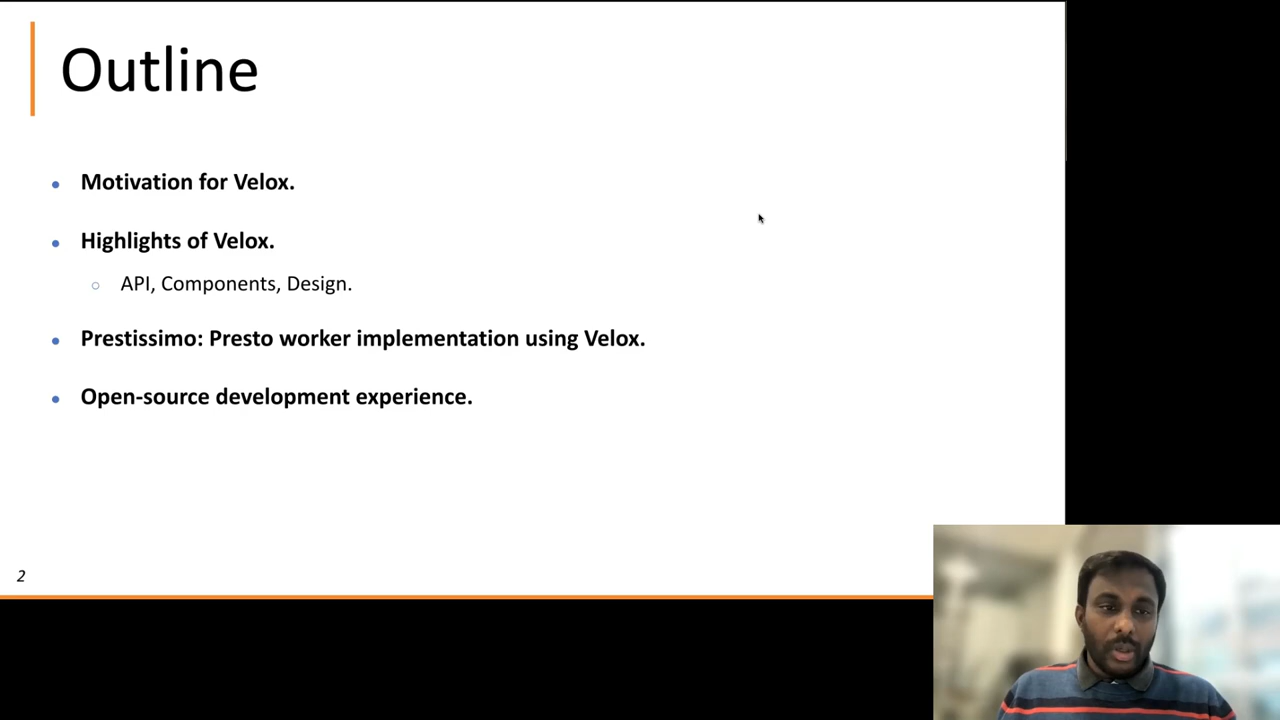 Outline
Motivation for Velox.
Highlights of Velox.
API, Components, Design.
Prestissimo: Presto worker implementation using Velox.
Open-source development experience.
2